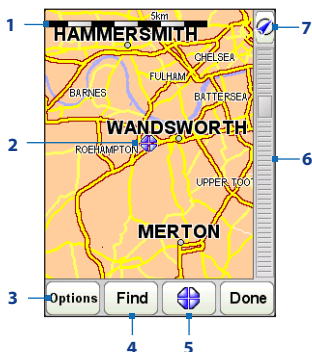 5km
1
HAMMERSMITH
7
CHELSEA
FULHAM
BARNES
BATTERSEA
WANDSWORTH
2
ROEHAMPTON
6
UPPER TOOT
MERTON
3
Options
Find
Done
4
5